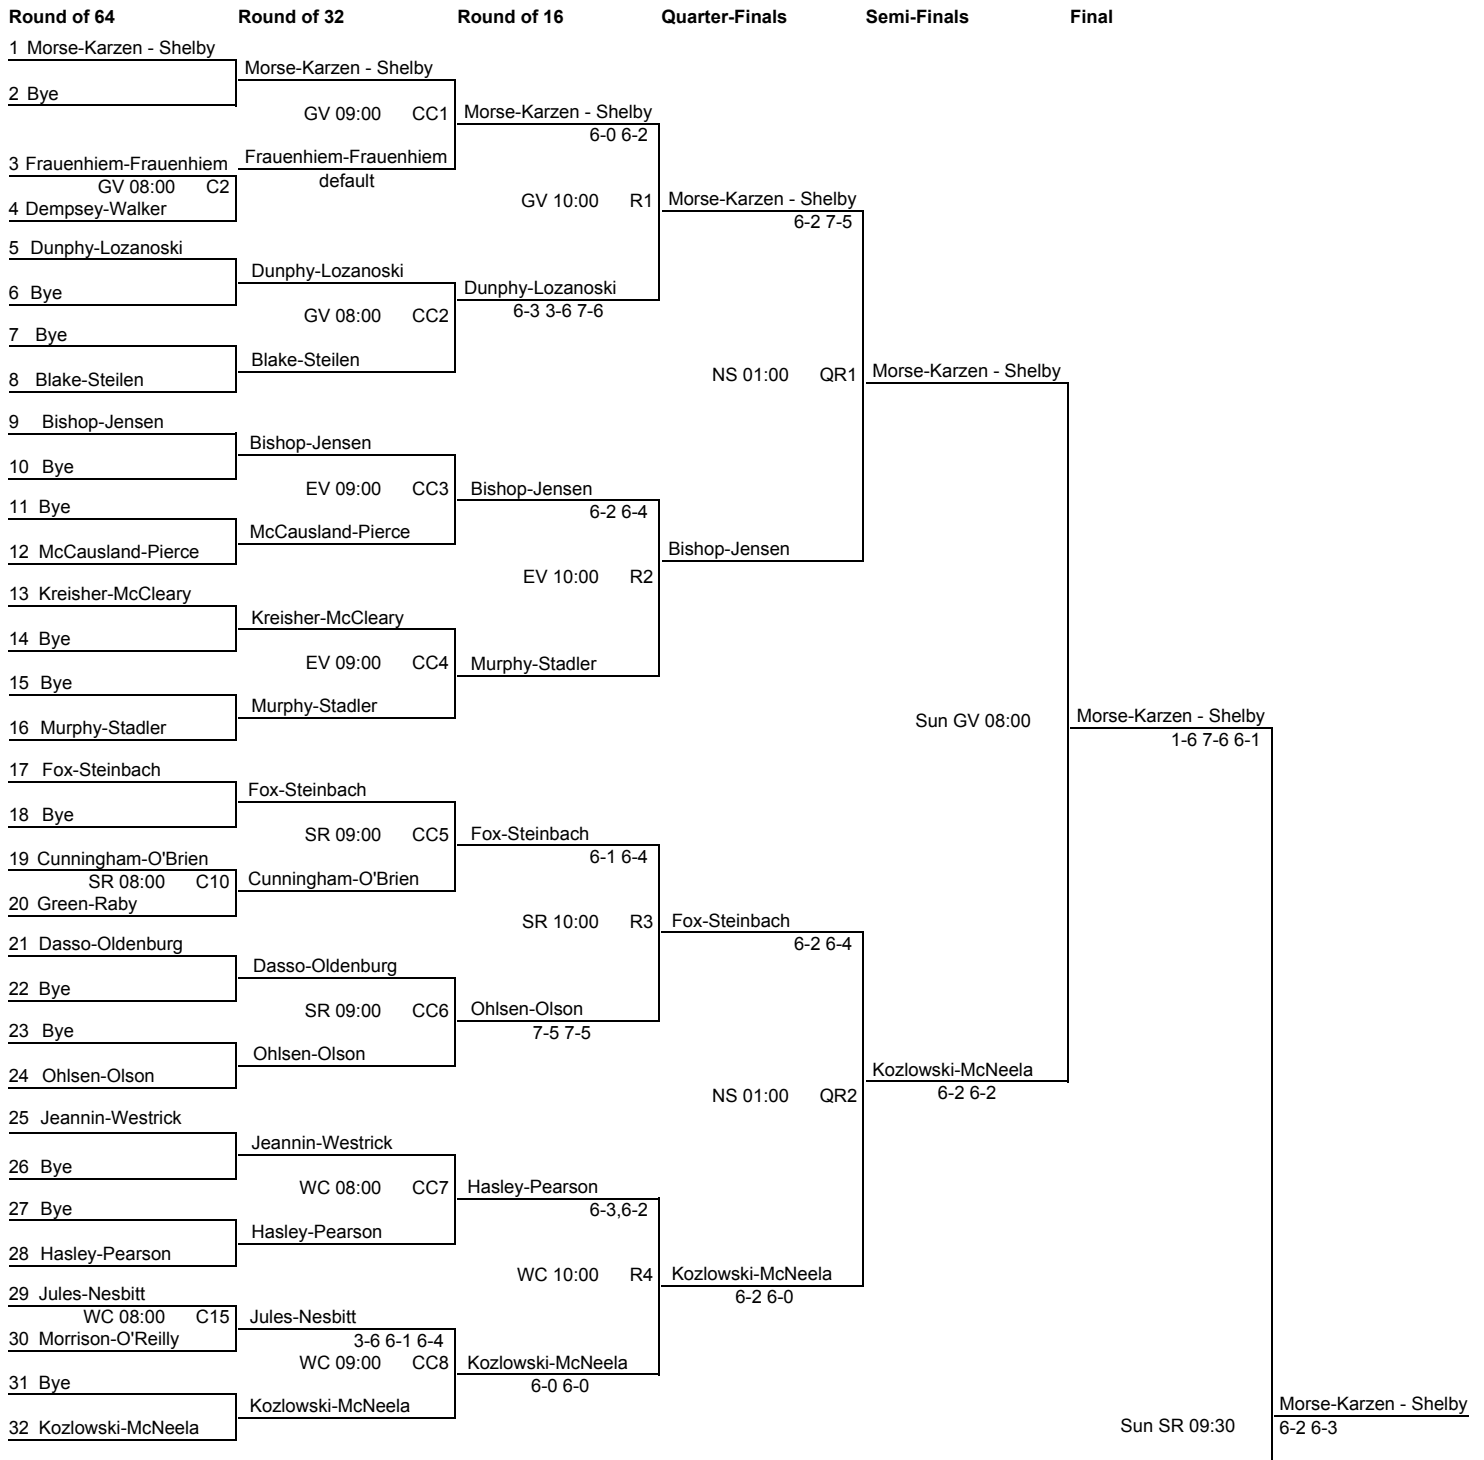 Round of 64 Round of 32 Round of 16 Quarter-Finals Semi-Finals Final
1 Morse-Karzen - Shelby
Morse-Karzen - Shelby
2 Bye
GV 09:00 CC1 Morse-Karzen - Shelby
6-0 6-2
3 Frauenhiem-Frauenhiem Frauenhiem-Frauenhiem
GV 08:00 C2 default
GV 10:00 R1 Morse-Karzen - Shelby
4 Dempsey-Walker
6-2 7-5
5 Dunphy-Lozanoski
Dunphy-Lozanoski
6 Bye Dunphy-Lozanoski
GV 08:00 CC2 6-3 3-6 7-6
7 Bye
Blake-Steilen
8 Blake-Steilen NS 01:00 QR1 Morse-Karzen - Shelby
9 Bishop-Jensen
Bishop-Jensen
10 Bye
EV 09:00 CC3 Bishop-Jensen
11 Bye 6-2 6-4
McCausland-Pierce
12 McCausland-Pierce Bishop-Jensen
EV 10:00 R2
13 Kreisher-McCleary
Kreisher-McCleary
14 Bye
EV 09:00 CC4 Murphy-Stadler
15 Bye
Murphy-Stadler
16 Murphy-Stadler Sun GV 08:00 Morse-Karzen - Shelby
1-6 7-6 6-1
17 Fox-Steinbach
Fox-Steinbach
18 Bye
SR 09:00 CC5 Fox-Steinbach
19 Cunningham-O'Brien 6-1 6-4
SR 08:00 C10 Cunningham-O'Brien
20 Green-Raby
SR 10:00 R3 Fox-Steinbach
21 Dasso-Oldenburg 6-2 6-4
Dasso-Oldenburg
22 Bye
SR 09:00 CC6 Ohlsen-Olson
23 Bye 7-5 7-5
Ohlsen-Olson
24 Ohlsen-Olson Kozlowski-McNeela
NS 01:00 QR2 6-2 6-2
25 Jeannin-Westrick
Jeannin-Westrick
26 Bye
WC 08:00 CC7 Hasley-Pearson
27 Bye 6-3,6-2
Hasley-Pearson
28 Hasley-Pearson
WC 10:00 R4 Kozlowski-McNeela
29 Jules-Nesbitt 6-2 6-0
WC 08:00 C15 Jules-Nesbitt
30 Morrison-O'Reilly 3-6 6-1 6-4
WC 09:00 CC8 Kozlowski-McNeela
31 Bye 6-0 6-0
Kozlowski-McNeela Morse-Karzen - Shelby
32 Kozlowski-McNeela Sun SR 09:30 6-2 6-3